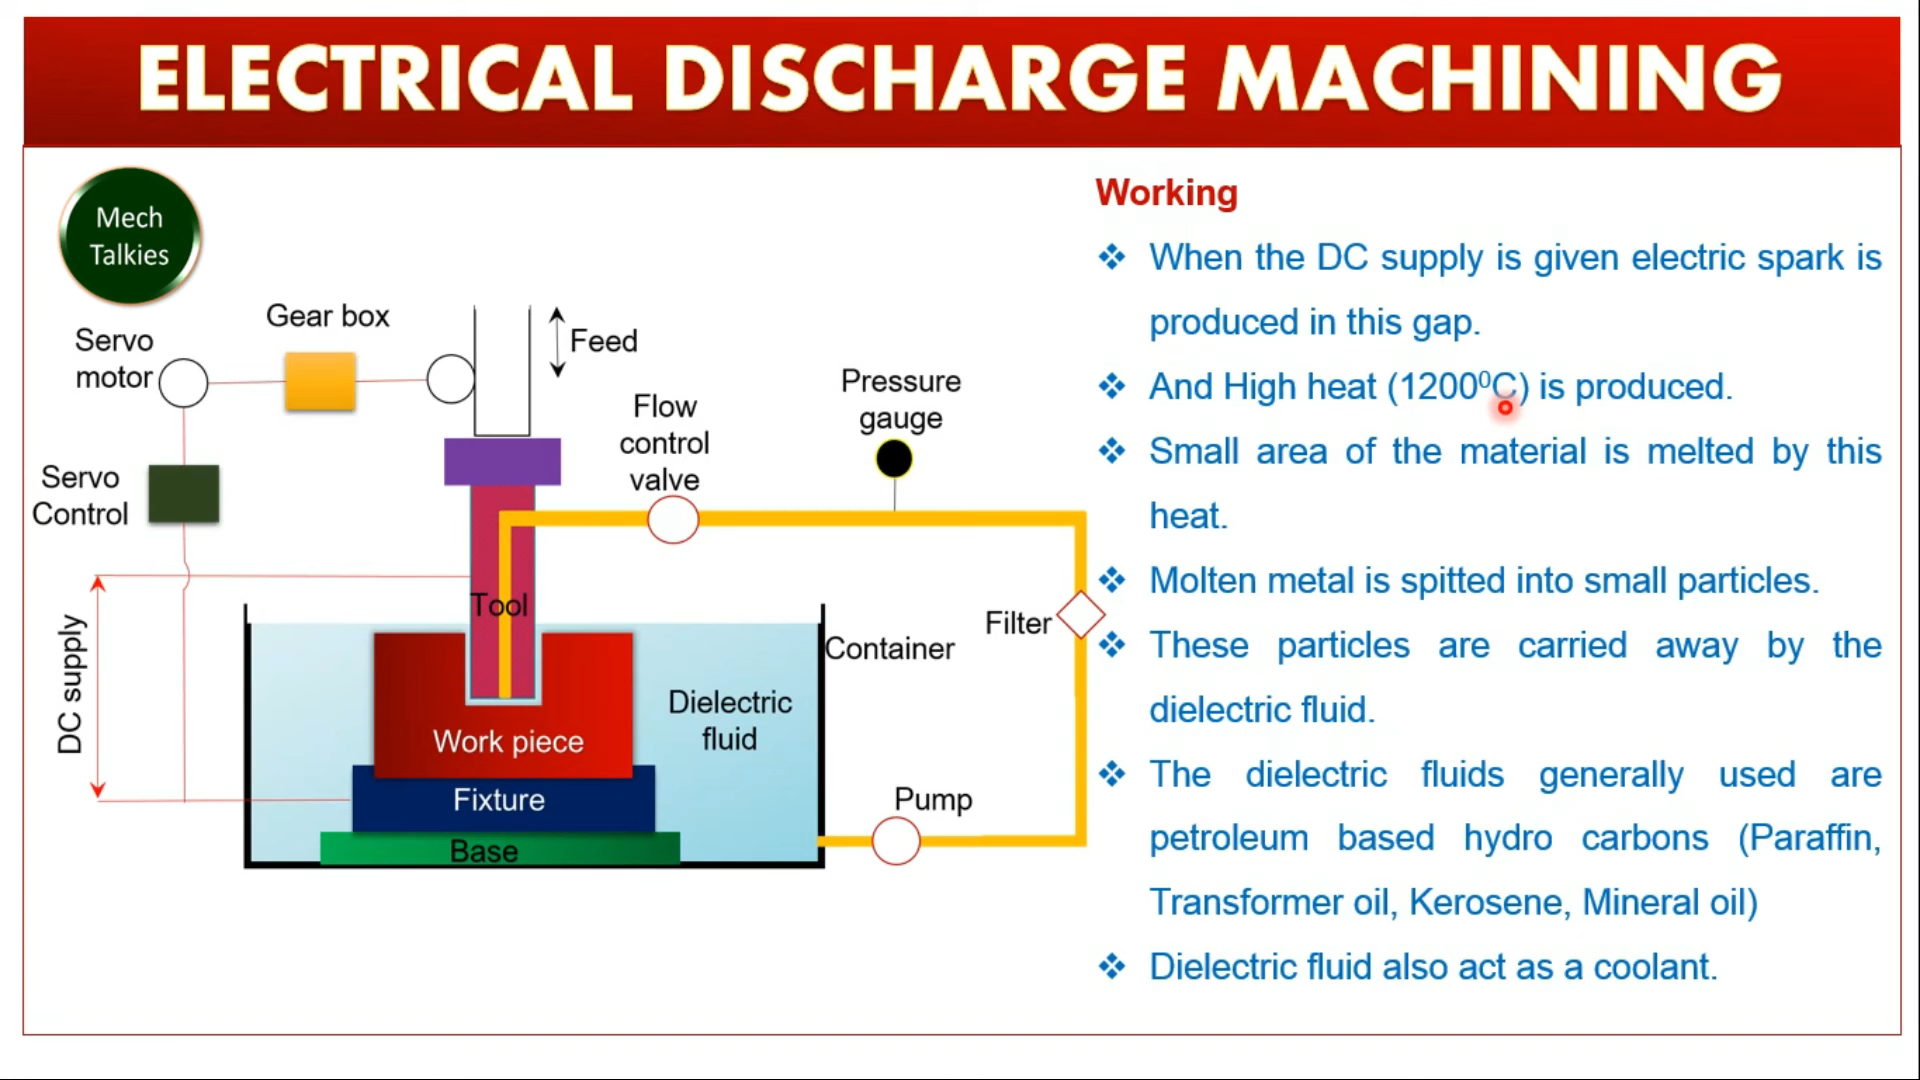 ELECTRICAL DISCHARGE MACHINING
Mech
Talkies
Gear box
Servo
motor
Feed
Flow
control
valve
Pressure
gauge
Servo
Control
Tool
DC supply
Container
Filter
Dielectric
fluid
Work piece
Fixture
Base
Pump
Working
❖ When the DC supply is given electric spark is
produced in this gap.
❖ And High heat (1200⁰C) is produced.
❖ Small area of the material is melted by this
heat.
❖ Molten metal is spitted into small particles.
❖ These particles are carried away by the
dielectric fluid.
❖ The dielectric fluids generally used are
petroleum based hydro carbons (Paraffin,
Transformer oil, Kerosene, Mineral oil)
❖ Dielectric fluid also act as a coolant.